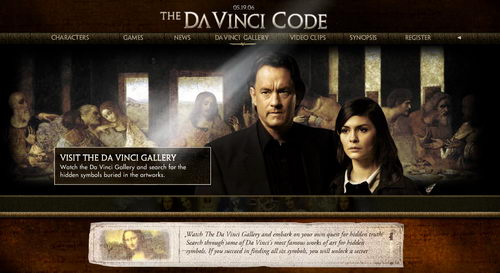 05.19.06
THE DA VINCI CODE
CHARACTERS GAMES NEWS DA VINCI GALLERY VIDEO CLIPS SYNOPSIS REGISTER
VISIT THE DA VINCI GALLERY
Watch the Da Vinci Gallery and search for the
hidden symbols buried in the artworks.
Watch The Da Vinci Gallery and embark on your own quest for hidden truth.
Search through some of Da Vinci's most famous works of art for hidden
symbols. If you succeed in finding all six symbols, you will unlock a secret